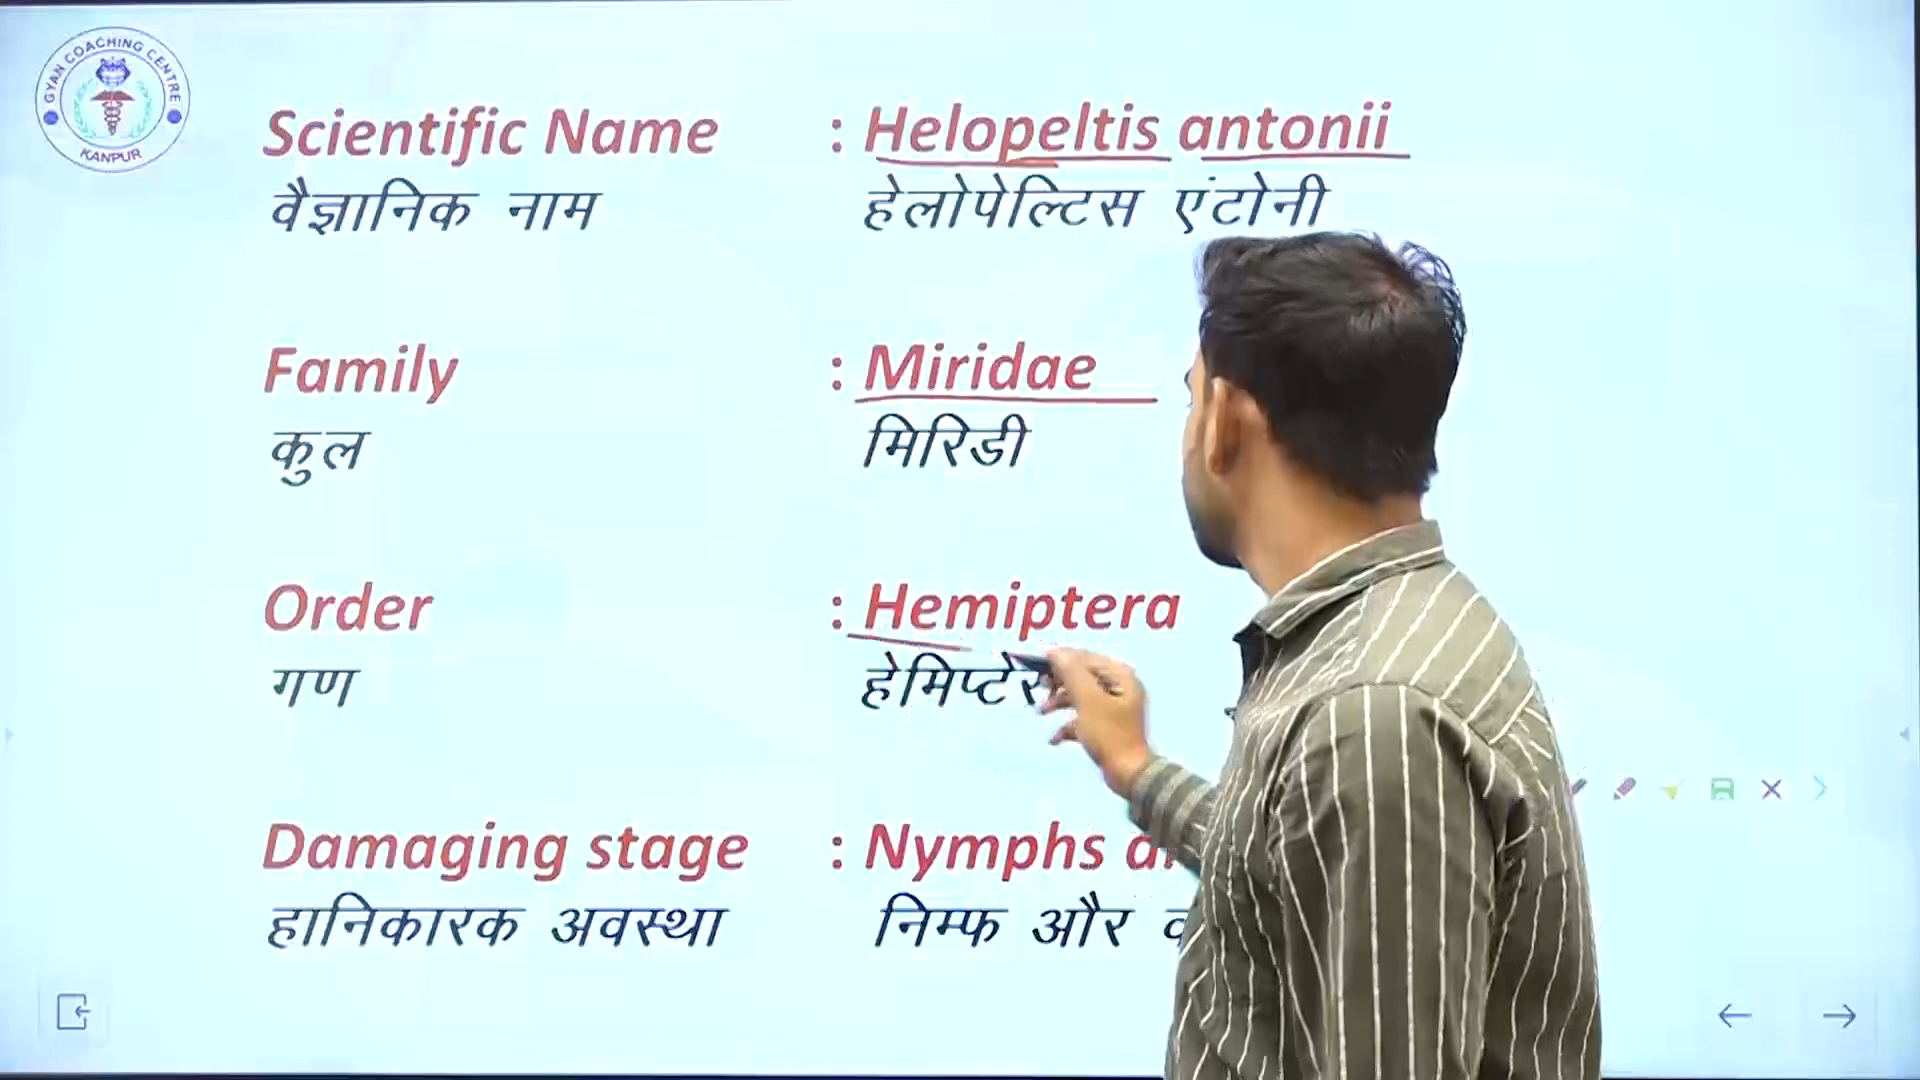 GYAN COACHING CENTRE
KANPUR
Scientific Name : Helopeltis antonii
वैज्ञानिक नाम हेलोपेल्टिस एंटोनी
Family : Miridae
कुल मिरिडी
Order : Hemiptera
गण
Damaging stage : Nymphs
हानिकारक अवस्था निम्फ और